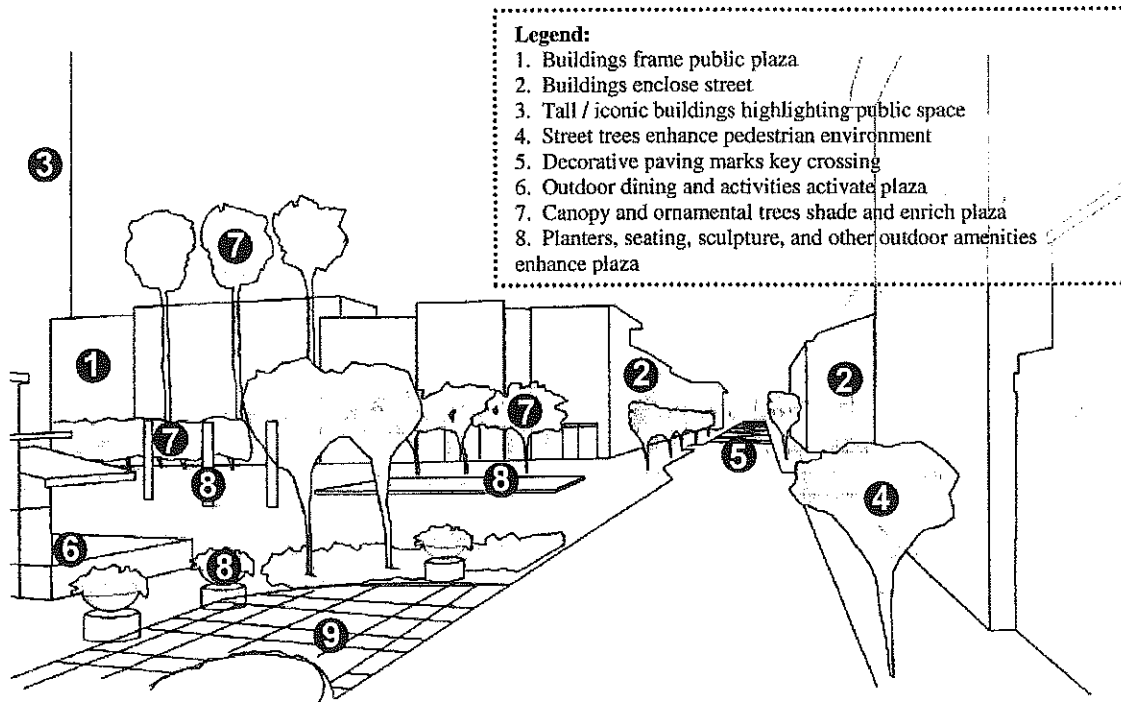 Legend:
1. Buildings frame public plaza
2. Buildings enclose street
3. Tall / iconic buildings highlighting public space
4. Street trees enhance pedestrian environment
5. Decorative paving marks key crossing
6. Outdoor dining and activities activate plaza
7. Canopy and ornamental trees shade and enrich plaza
8. Planters, seating, sculpture, and other outdoor amenities
enhance plaza
3
7
1
2
2
7
7
5
8
8
4
6
8
9